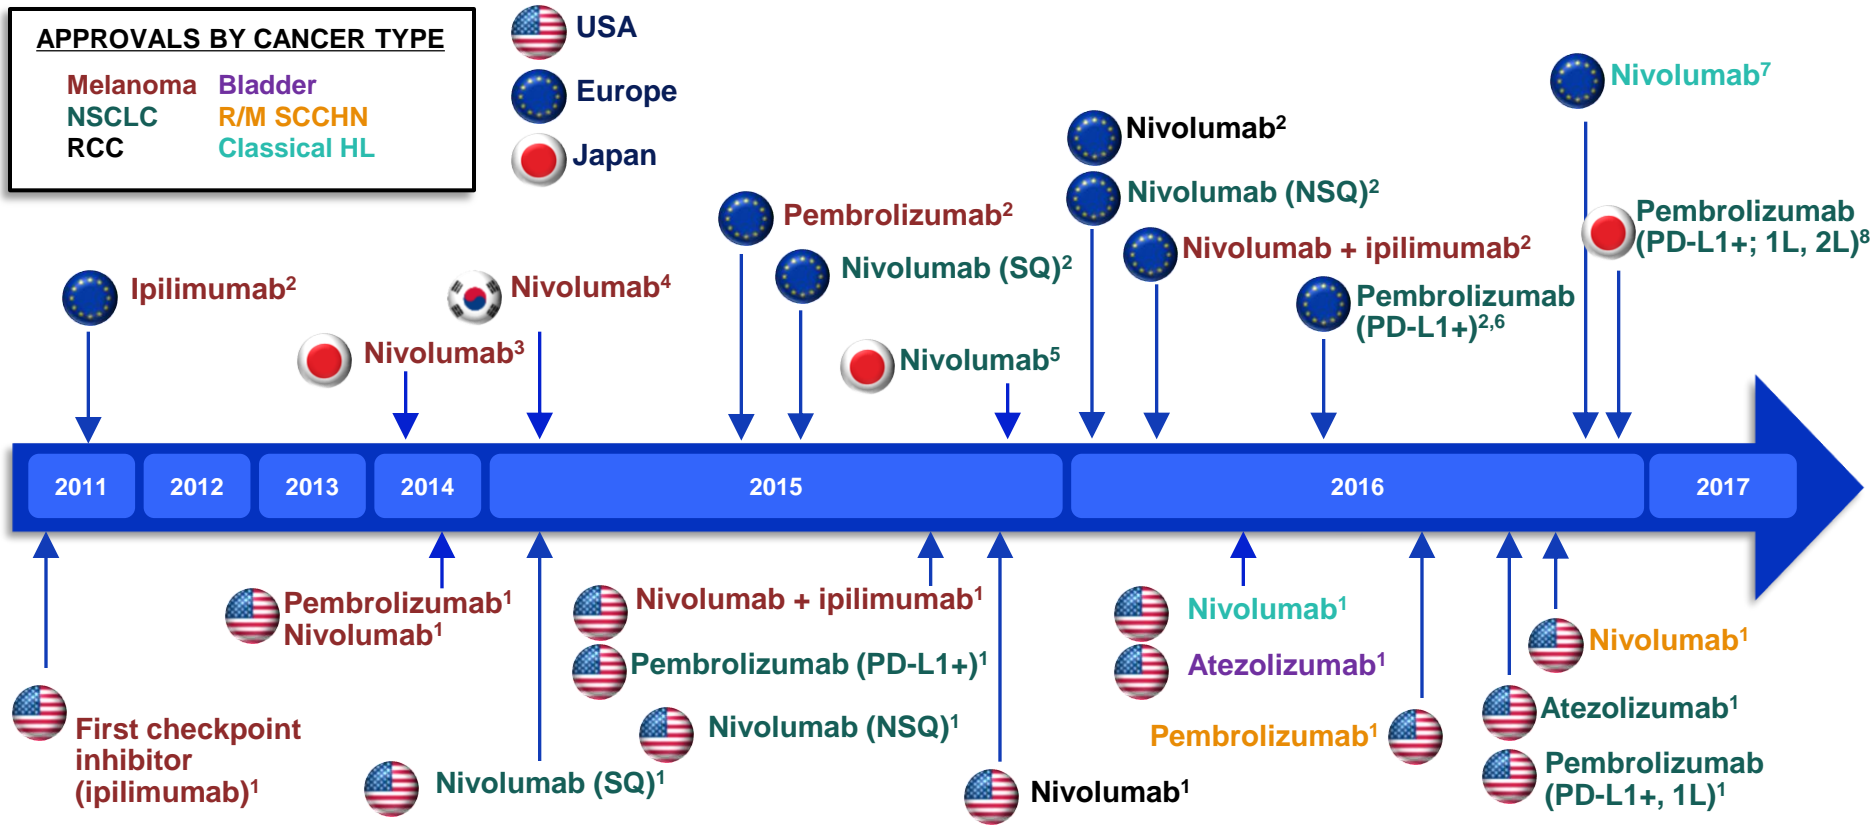 APPROVALS BY CANCER TYPE
Melanoma Bladder
NSCLC R/M SCCHN
RCC Classical HL
USA
Europe
Japan
Nivolumab⁷
Nivolumab²
Nivolumab (NSQ)²
Pembrolizumab²
Nivolumab (SQ)²
Nivolumab + ipilimumab²
Pembrolizumab
(PD-L1+; 1L, 2L)⁸
Ipilimumab²
Nivolumab⁴
Pembrolizumab
(PD-L1+)²,⁶
Nivolumab³
Nivolumab⁵
2011 2012 2013 2014 2015 2016 2017
Pembrolizumab¹
Nivolumab¹
Nivolumab + ipilimumab¹
Pembrolizumab (PD-L1+)¹
Nivolumab (NSQ)¹
Nivolumab¹
Atezolizumab¹
Nivolumab¹
First checkpoint
inhibitor
(ipilimumab)¹
Nivolumab (SQ)¹
Nivolumab¹
Pembrolizumab¹
Atezolizumab¹
Pembrolizumab
(PD-L1+, 1L)¹